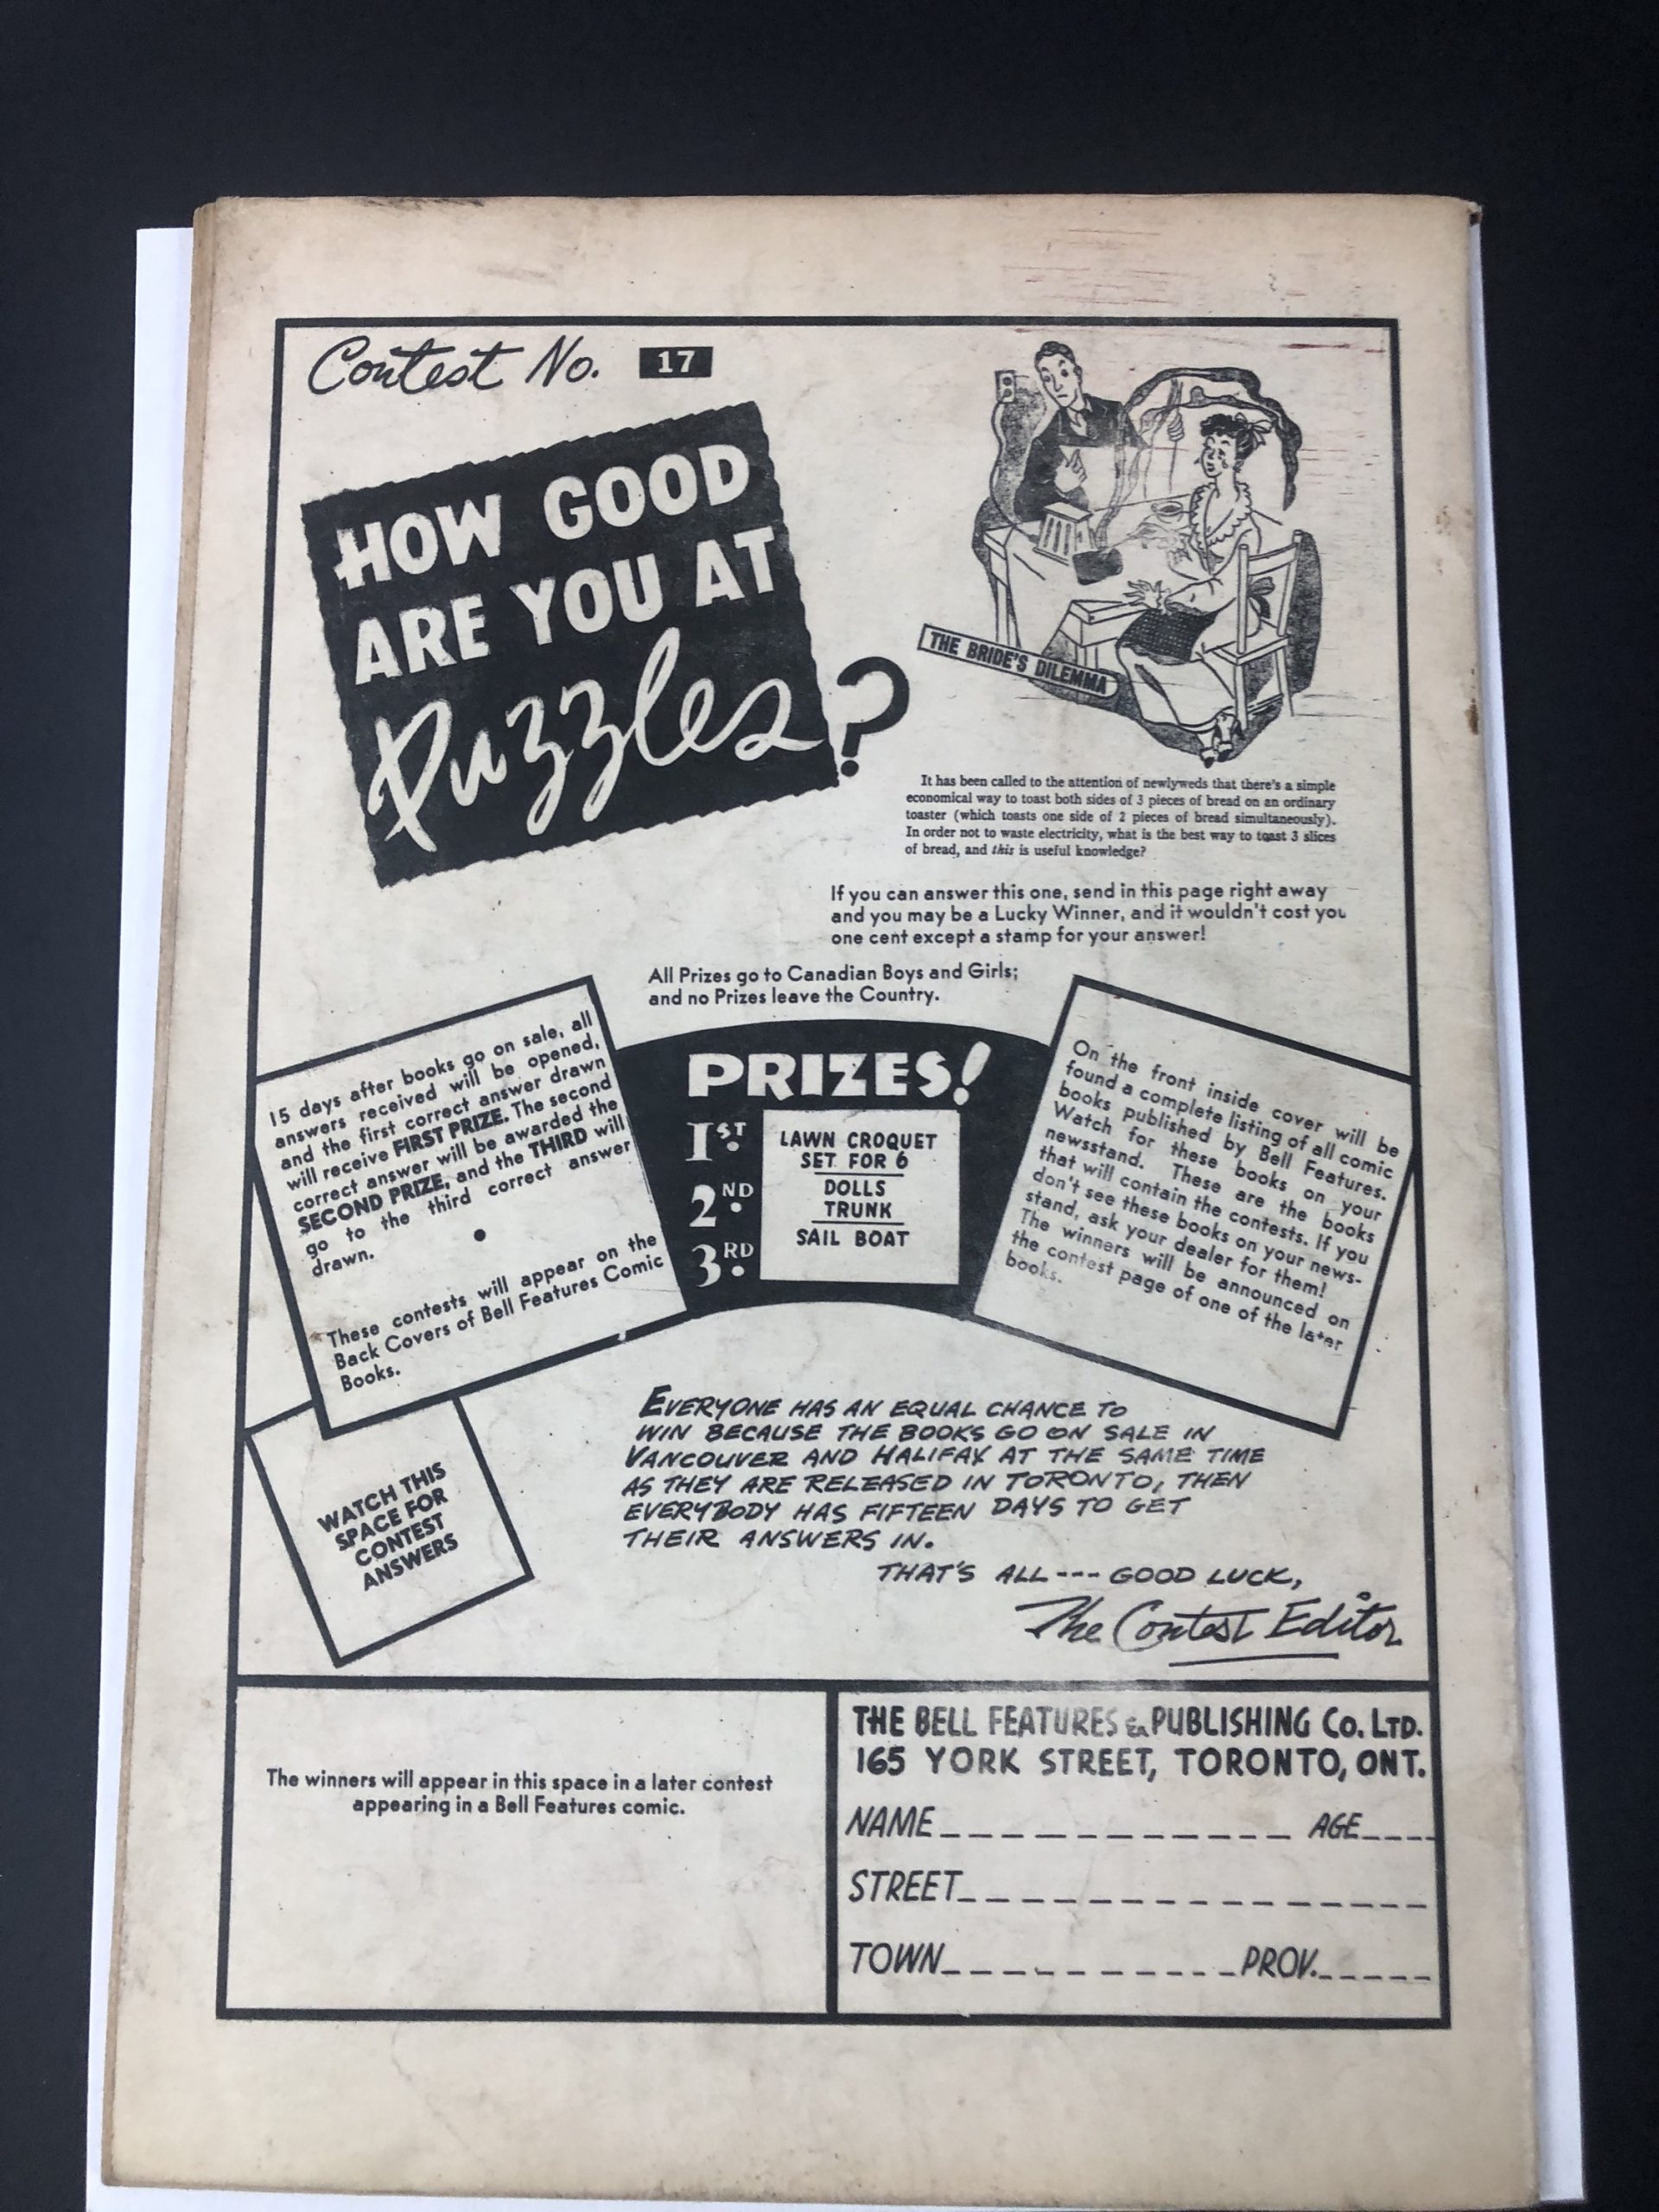 Contest No. 17
HOW GOOD
ARE YOU AT
Puzzles?
THE BRIDE'S DILEMMA
It has been called to the attention of newlyweds that there's a simple
economical way to toast both sides of 3 pieces of bread on an ordinary
toaster (which toasts one side of 2 pieces of bread simultaneously).
In order not to waste electricity, what is the best way to toast 3 slices
of bread, and this is useful knowledge?
If you can answer this one, send in this page right away
and you may be a Lucky Winner, and it wouldn't cost you
one cent except a stamp for your answer!
All Prizes go to Canadian Boys and Girls;
and no Prizes leave the Country.
15 days after books go on sale, all
answers received will be opened,
and the first correct answer drawn
will receive FIRST PRIZE. The second
correct answer will be awarded the
SECOND PRIZE, and the THIRD will
go to the third correct answer
drawn.
These contests will appear on the
Back Covers of Bell Features Comic
Books.
PRIZES!
1ST
LAWN CROQUET
SET FOR 6
2ND
DOLLS
TRUNK
3RD
SAIL BOAT
On the front inside cover will be
found a complete listing of all comic
books published by Bell Features.
Watch for these books on your
newsstand. These are the books
that will contain the contests. If you
don't see these books on your news-
stand, ask your dealer for them!
The winners will be announced on
the contest page of one of the later
books.
WATCH THIS
SPACE FOR
CONTEST
ANSWERS
EVERYONE HAS AN EQUAL CHANCE TO
WIN BECAUSE THE BOOKS GO ON SALE IN
VANCOUVER AND HALIFAX AT THE SAME TIME
AS THEY ARE RELEASED IN TORONTO, THEN
EVERYBODY HAS FIFTEEN DAYS TO GET
THEIR ANSWERS IN.
THAT'S ALL --- GOOD LUCK,
The Contest Editor
The winners will appear in this space in a later contest
appearing in a Bell Features comic.
THE BELL FEATURES & PUBLISHING CO. LTD.
165 YORK STREET, TORONTO, ONT.
NAME____________ AGE____
STREET_________________
TOWN___________PROV._____